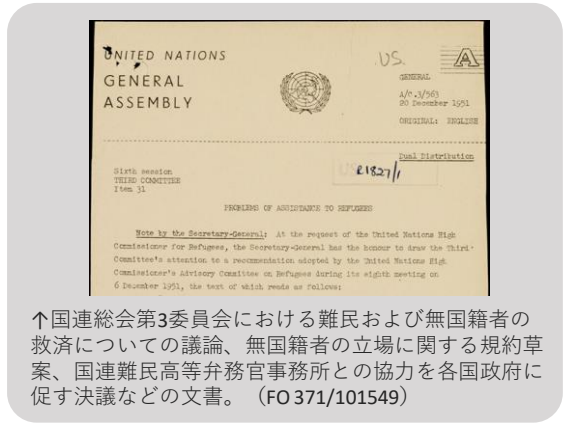 UNITED NATIONS
GENERAL
ASSEMBLY
US.
A
GENERAL
A/C.3/563
20 December 1951
ORIGINAL: ENGLISH
Dual Distribution
Sixth session
THIRD COMMITTEE
Item 31
PROBLEMS OF ASSISTANCE TO REFUGEES
Note by the Secretary-General: At the request of the United Nations High
Commissioner for Refugees, the Secretary-General has the honour to draw the Third
Committee's attention to a recommendation adopted by the United Nations High
Commissioner's Advisory Committee on Refugees during its eighth meeting on
6 December 1951, the text of which reads as follows:
↑国連総会第3委員会における難民および無国籍者の
救済についての議論、無国籍者の立場に関する規約草
案、国連難民高等弁務官事務所との協力を各国政府に
促す決議などの文書。（FO 371/101549）